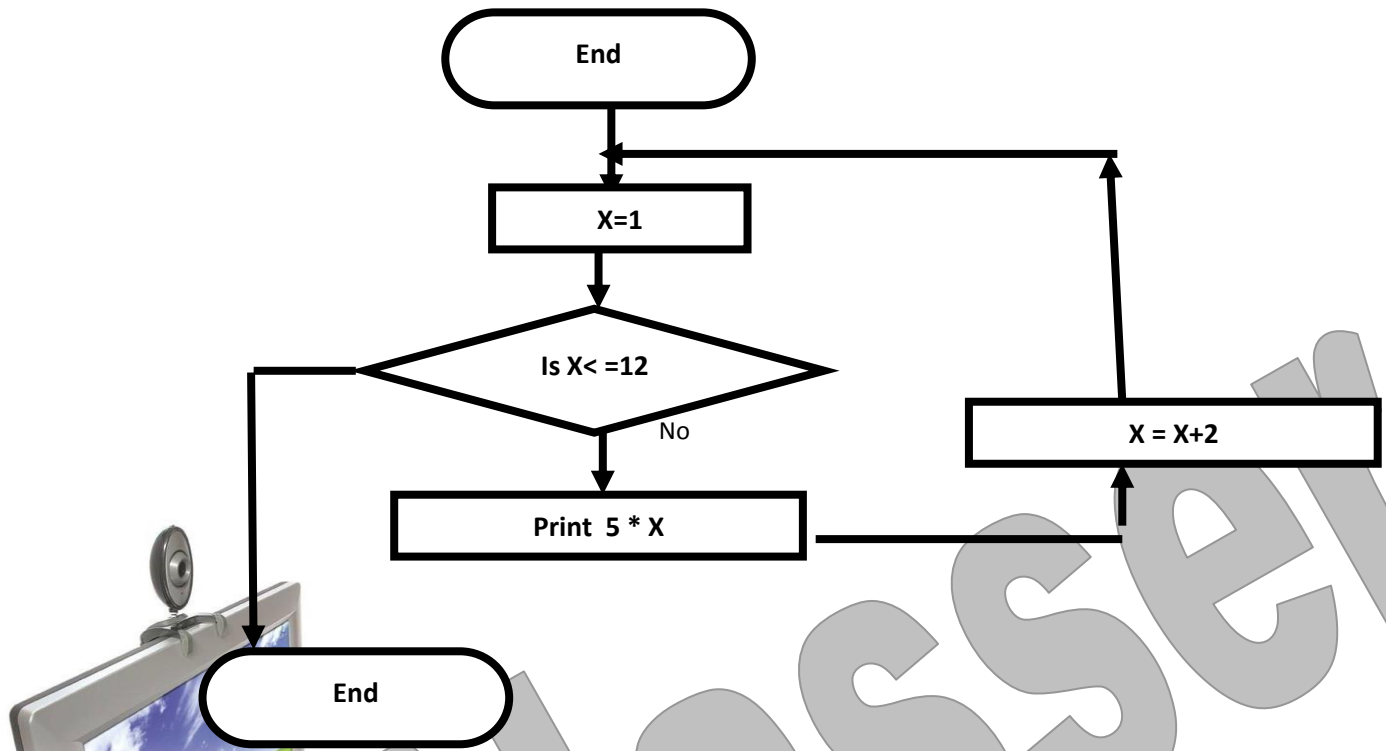 End
X=1
Is X< =12
No
X = X+2
Print 5 * X
End